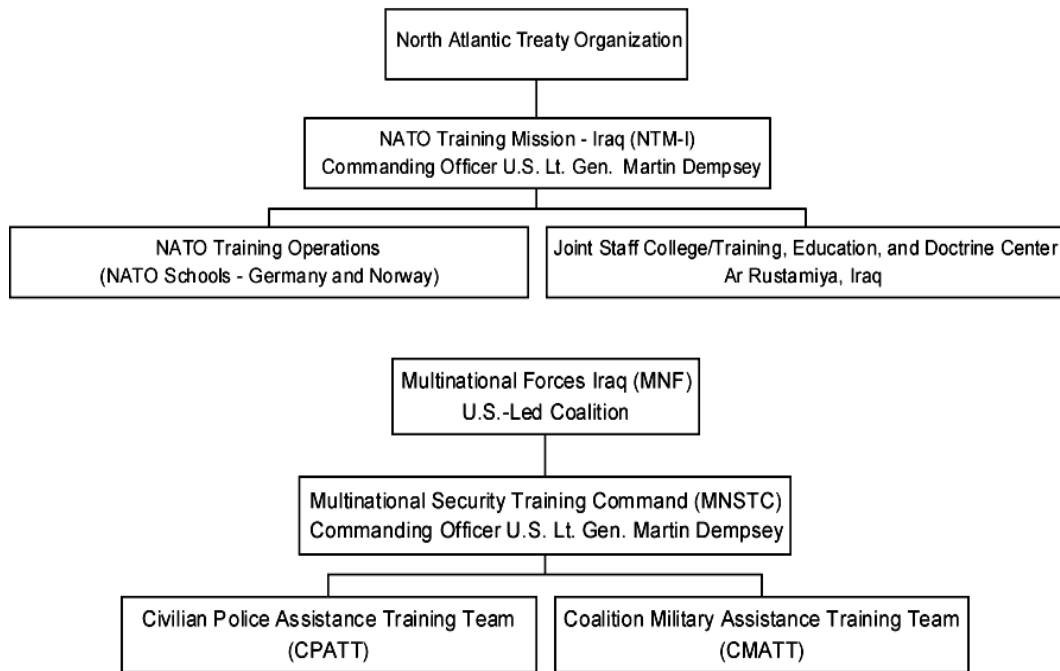 North Atlantic Treaty Organization
NATO Training Mission - Iraq (NTM-I)
Commanding Officer U.S. Lt. Gen. Martin Dempsey
NATO Training Operations
(NATO Schools - Germany and Norway)
Joint Staff College/Training, Education, and Doctrine Center
Ar Rustamiya, Iraq
Multinational Forces Iraq (MNF)
U.S.-Led Coalition
Multinational Security Training Command (MNSTC)
Commanding Officer U.S. Lt. Gen. Martin Dempsey
Civilian Police Assistance Training Team
(CPATT)
Coalition Military Assistance Training Team
(CMATT)